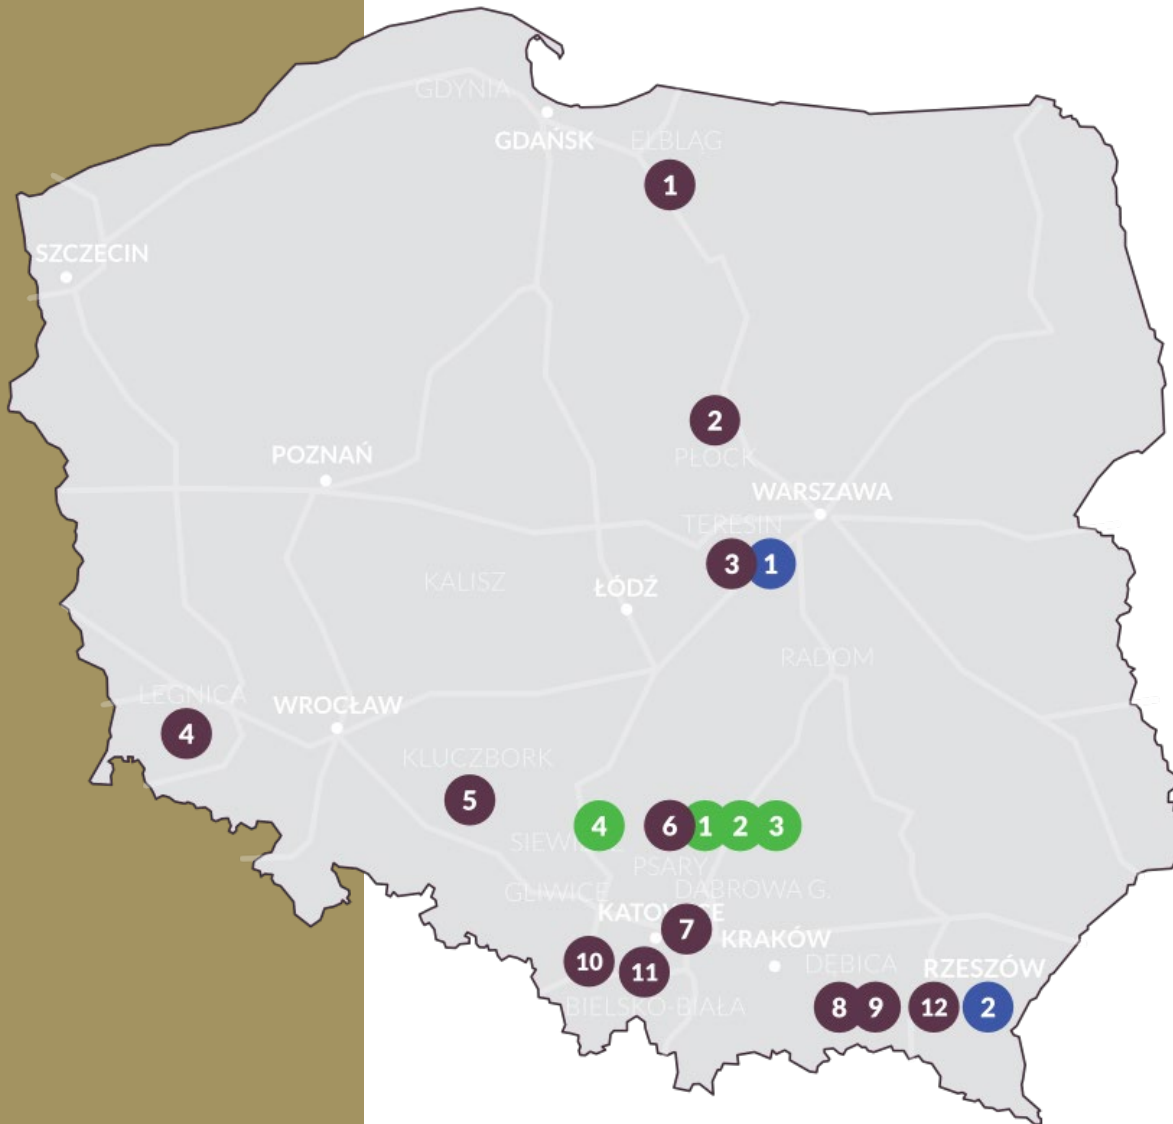 GDYNIA
GDAŃSK
ELBLĄG
1
SZCZECIN
2
POZNAŃ
PŁOCK
WARSZAWA
TERESIN
3 1
KALISZ
ŁÓDŹ
RADOM
LEGNICA
WROCŁAW
4
KLUCZBORK
5
4 6 1 2 3
PSARY
GLIWICE
DĄBROWA G.
KATOWICE
7
KRAKÓW
10
11
DĘBICA
RZESZÓW
BIELSKO-BIAŁA
8 9 12 2